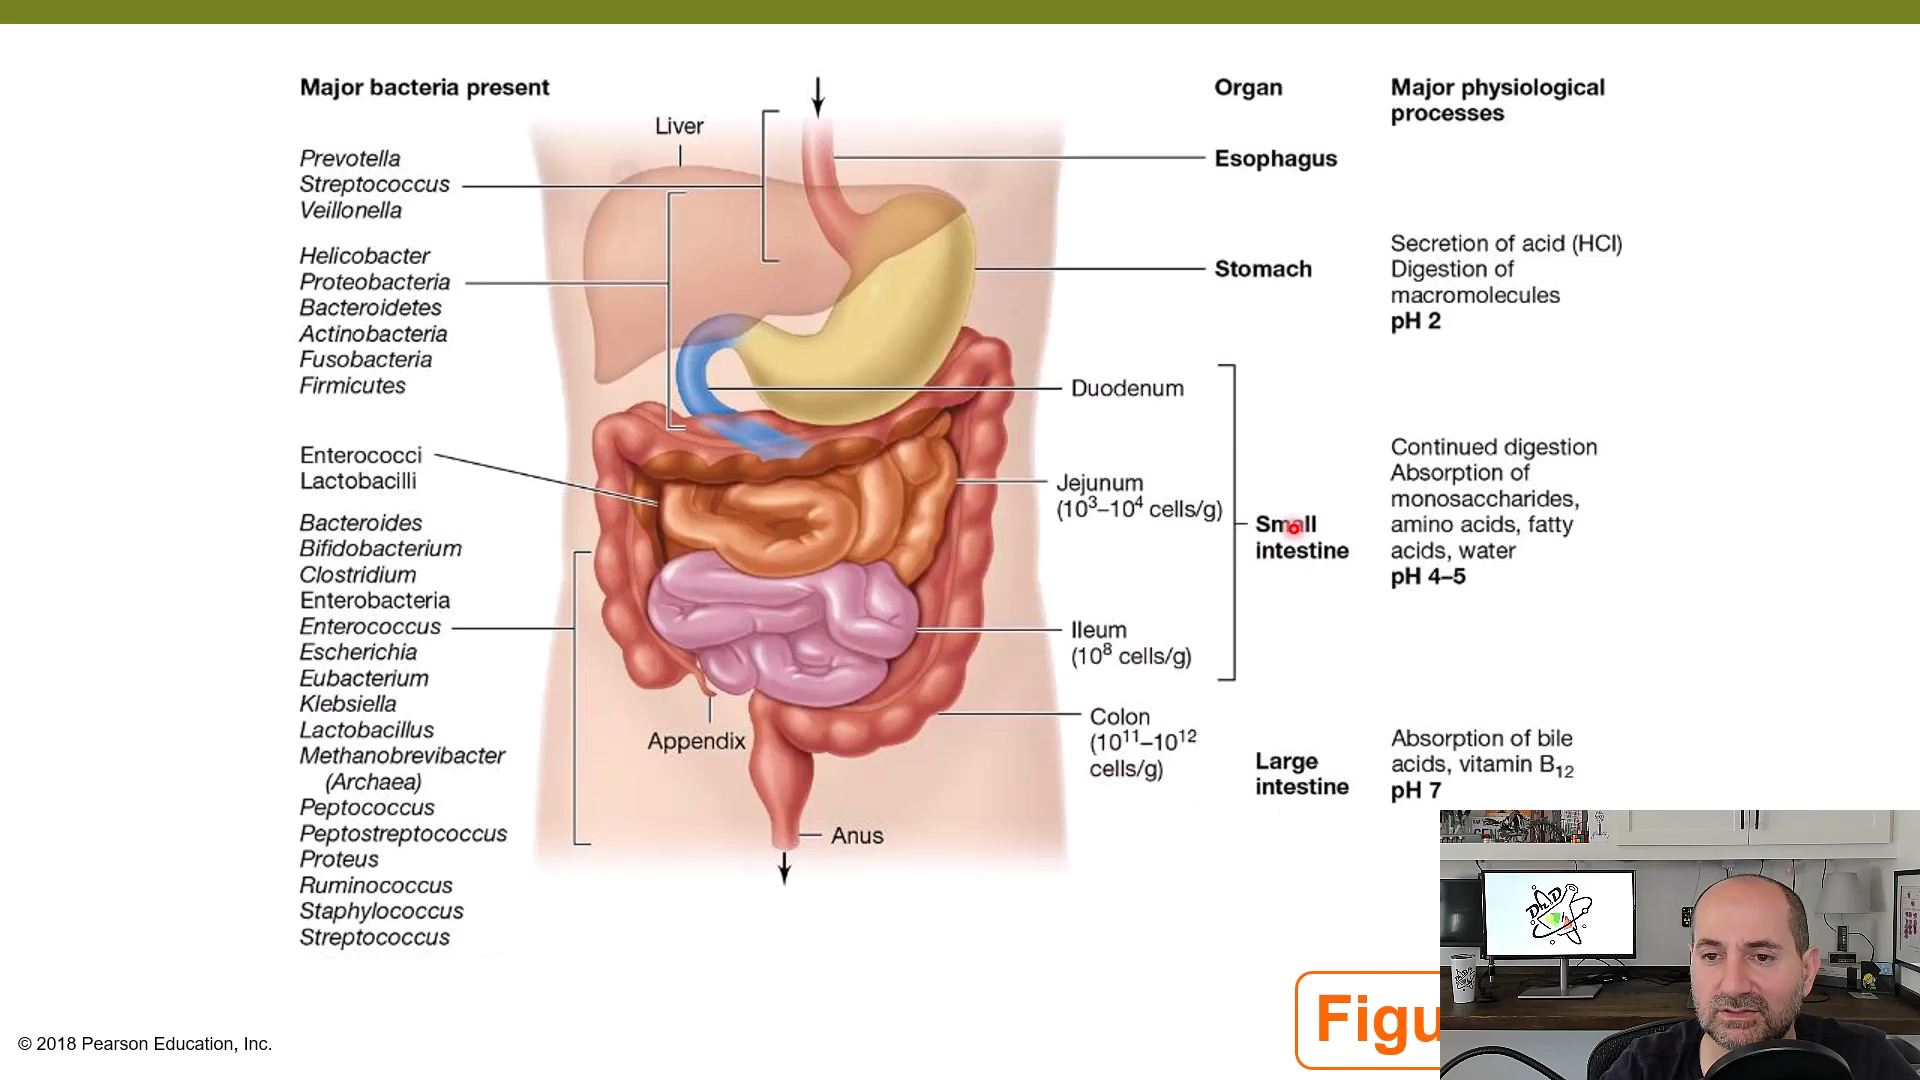 Major bacteria present
Prevotella
Streptococcus
Veillonella
Helicobacter
Proteobacteria
Bacteroidetes
Actinobacteria
Fusobacteria
Firmicutes
Enterococci
Lactobacilli
Bacteroides
Bifidobacterium
Clostridium
Enterobacteria
Enterococcus
Escherichia
Eubacterium
Klebsiella
Lactobacillus
Methanobrevibacter
(Archaea)
Peptococcus
Peptostreptococcus
Proteus
Ruminococcus
Staphylococcus
Streptococcus
Liver
Appendix
Anus
Duodenum
Jejunum
(10³–10⁴ cells/g)
Ileum
(10⁸ cells/g)
Colon
(10¹¹–10¹²
cells/g)
Organ
Esophagus
Stomach
Small
intestine
Large
intestine
Major physiological
processes
Secretion of acid (HCl)
Digestion of
macromolecules
pH 2
Continued digestion
Absorption of
monosaccharides,
amino acids, fatty
acids, water
pH 4–5
Absorption of bile
acids, vitamin B₁₂
pH 7
Figu
© 2018 Pearson Education, Inc.